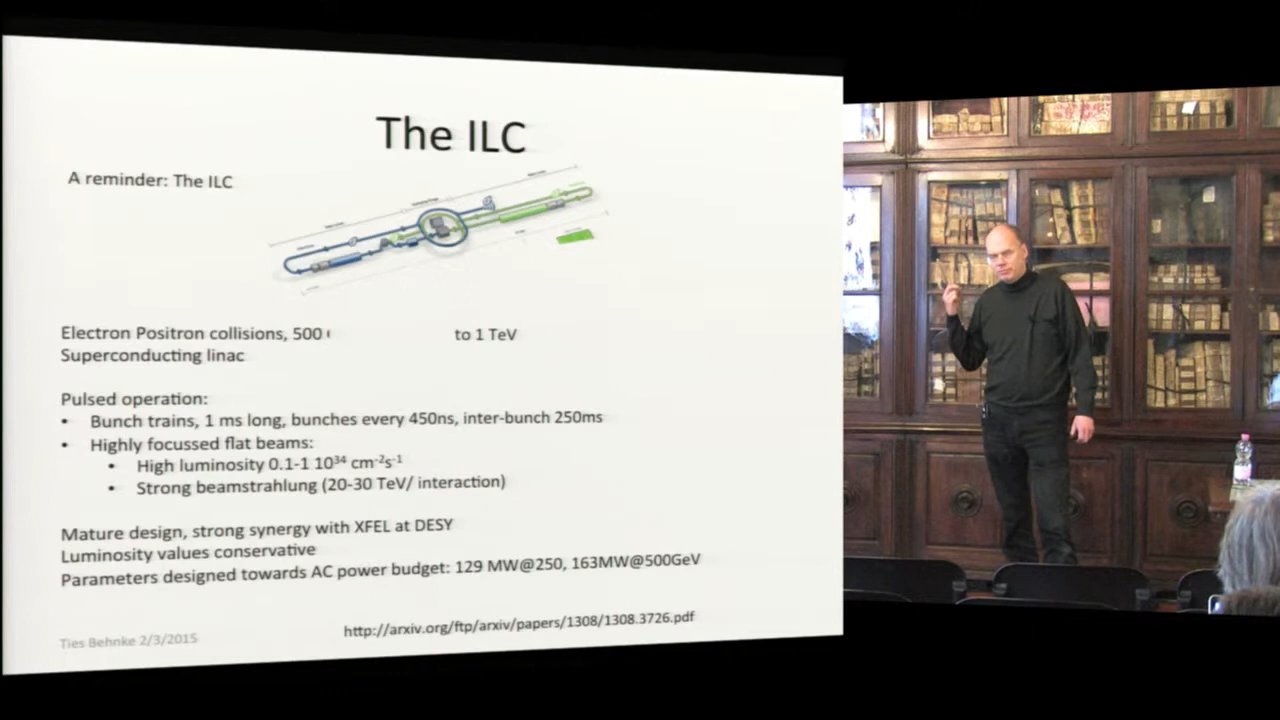 The ILC
A reminder: The ILC
Electron Positron collisions, 500 to 1 TeV
Superconducting linac
Pulsed operation:
• Bunch trains, 1 ms long, bunches every 450ns, inter-bunch 250ms
• Highly focussed flat beams:
• High luminosity 0.1-1 10³⁴ cm⁻²s⁻¹
• Strong beamstrahlung (20-30 TeV/ interaction)
Mature design, strong synergy with XFEL at DESY
Luminosity values conservative
Parameters designed towards AC power budget: 129 MW@250, 163MW@500GeV
http://arxiv.org/ftp/arxiv/papers/1308/1308.3726.pdf
Ties Behnke 2/3/2015